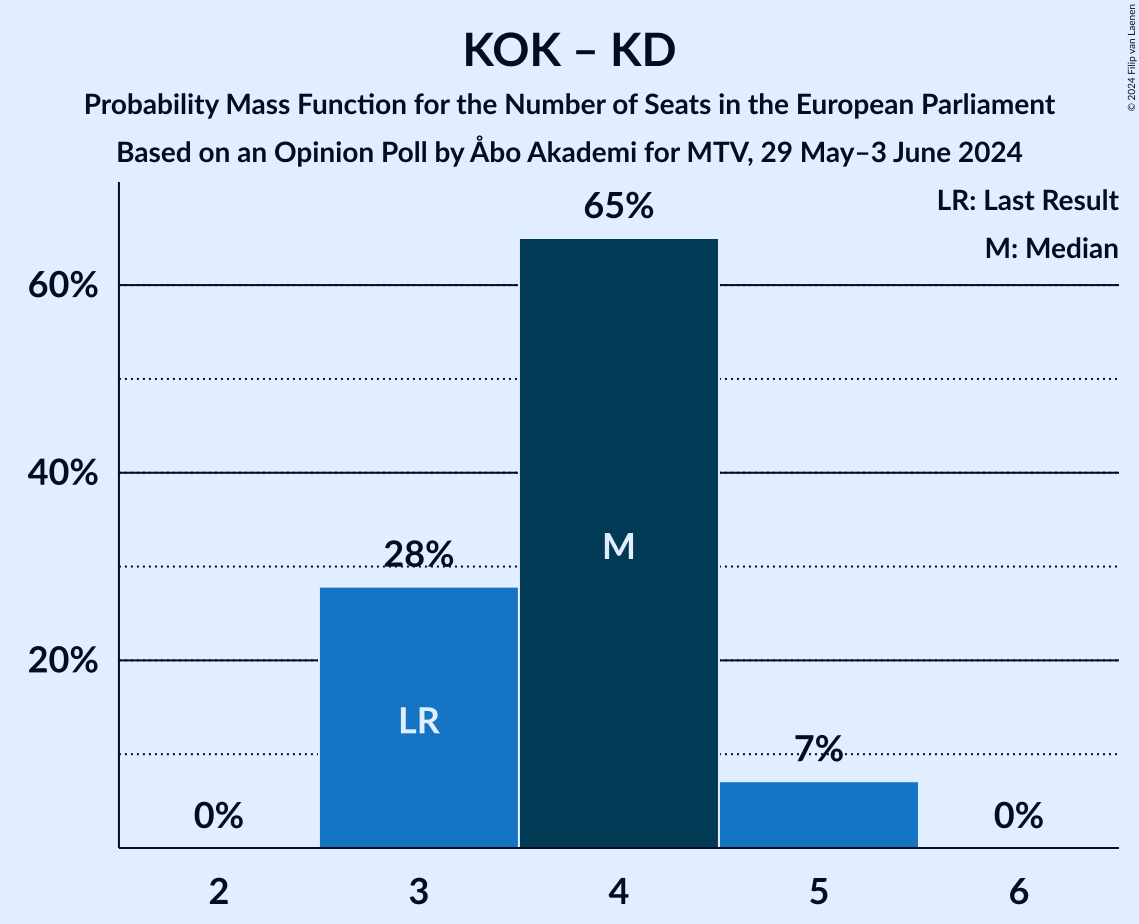 KOK – KD
Probability Mass Function for the Number of Seats in the European Parliament
Based on an Opinion Poll by Åbo Akademi for MTV, 29 May–3 June 2024
© 2024 Filip van Laenen
LR: Last Result
M: Median
65%
60%
40%
28%
M
20%
LR
7%
0%
0%
2 3 4 5 6